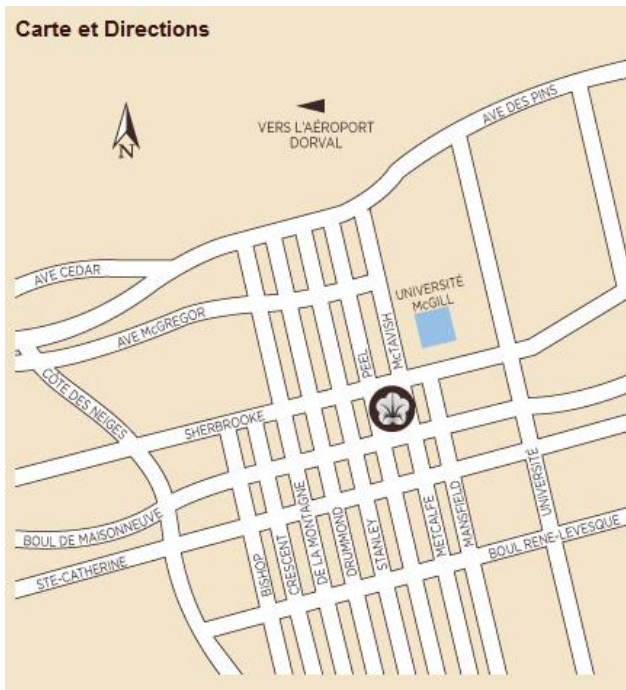 Carte et Directions
N
VERS L'AÉROPORT
DORVAL
AVE DES PINS
AVE CEDAR
AVE McGREGOR
UNIVERSITÉ
McGILL
PEEL
McTAVISH
CÔTE DES NEIGES
SHERBROOKE
BOUL DE MAISONNEUVE
STE-CATHERINE
BISHOP
CRESCENT
DE LA MONTAGNE
DRUMMOND
STANLEY
METCALFE
MANSFIELD
UNIVERSITÉ
BOUL RENE-LEVESQUE